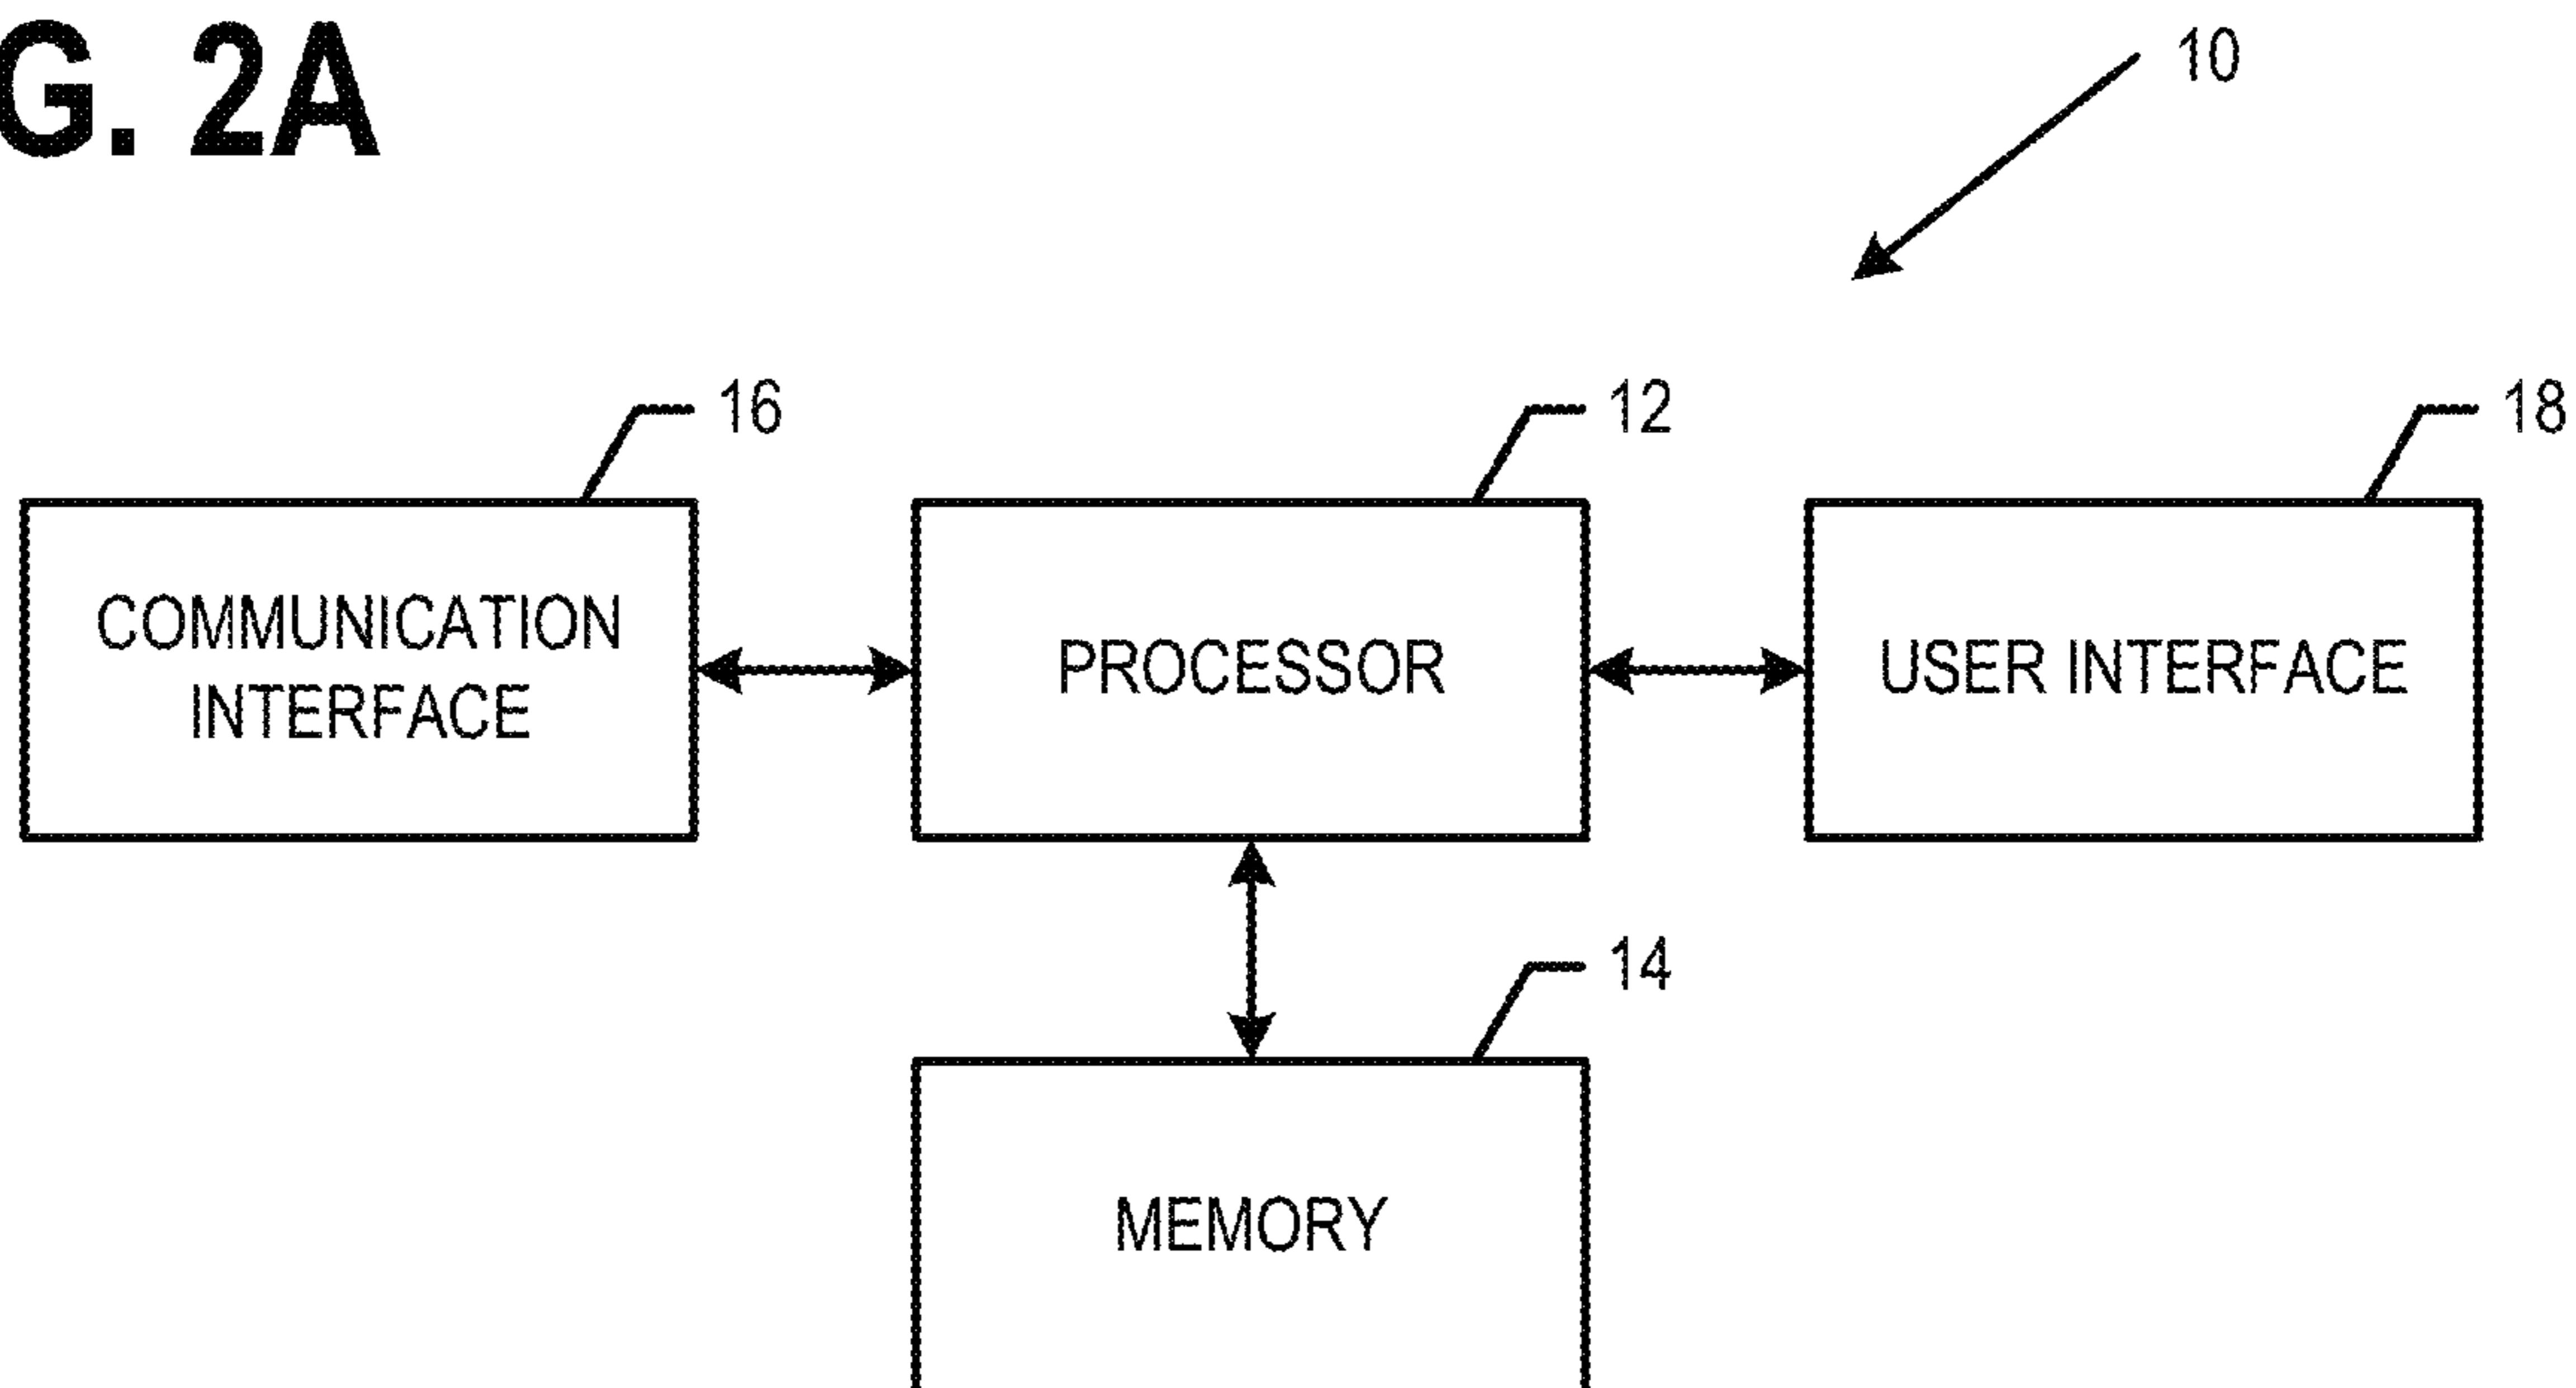 G. 2A
10
16
12
18
COMMUNICATION
INTERFACE
PROCESSOR
USER INTERFACE
14
MEMORY